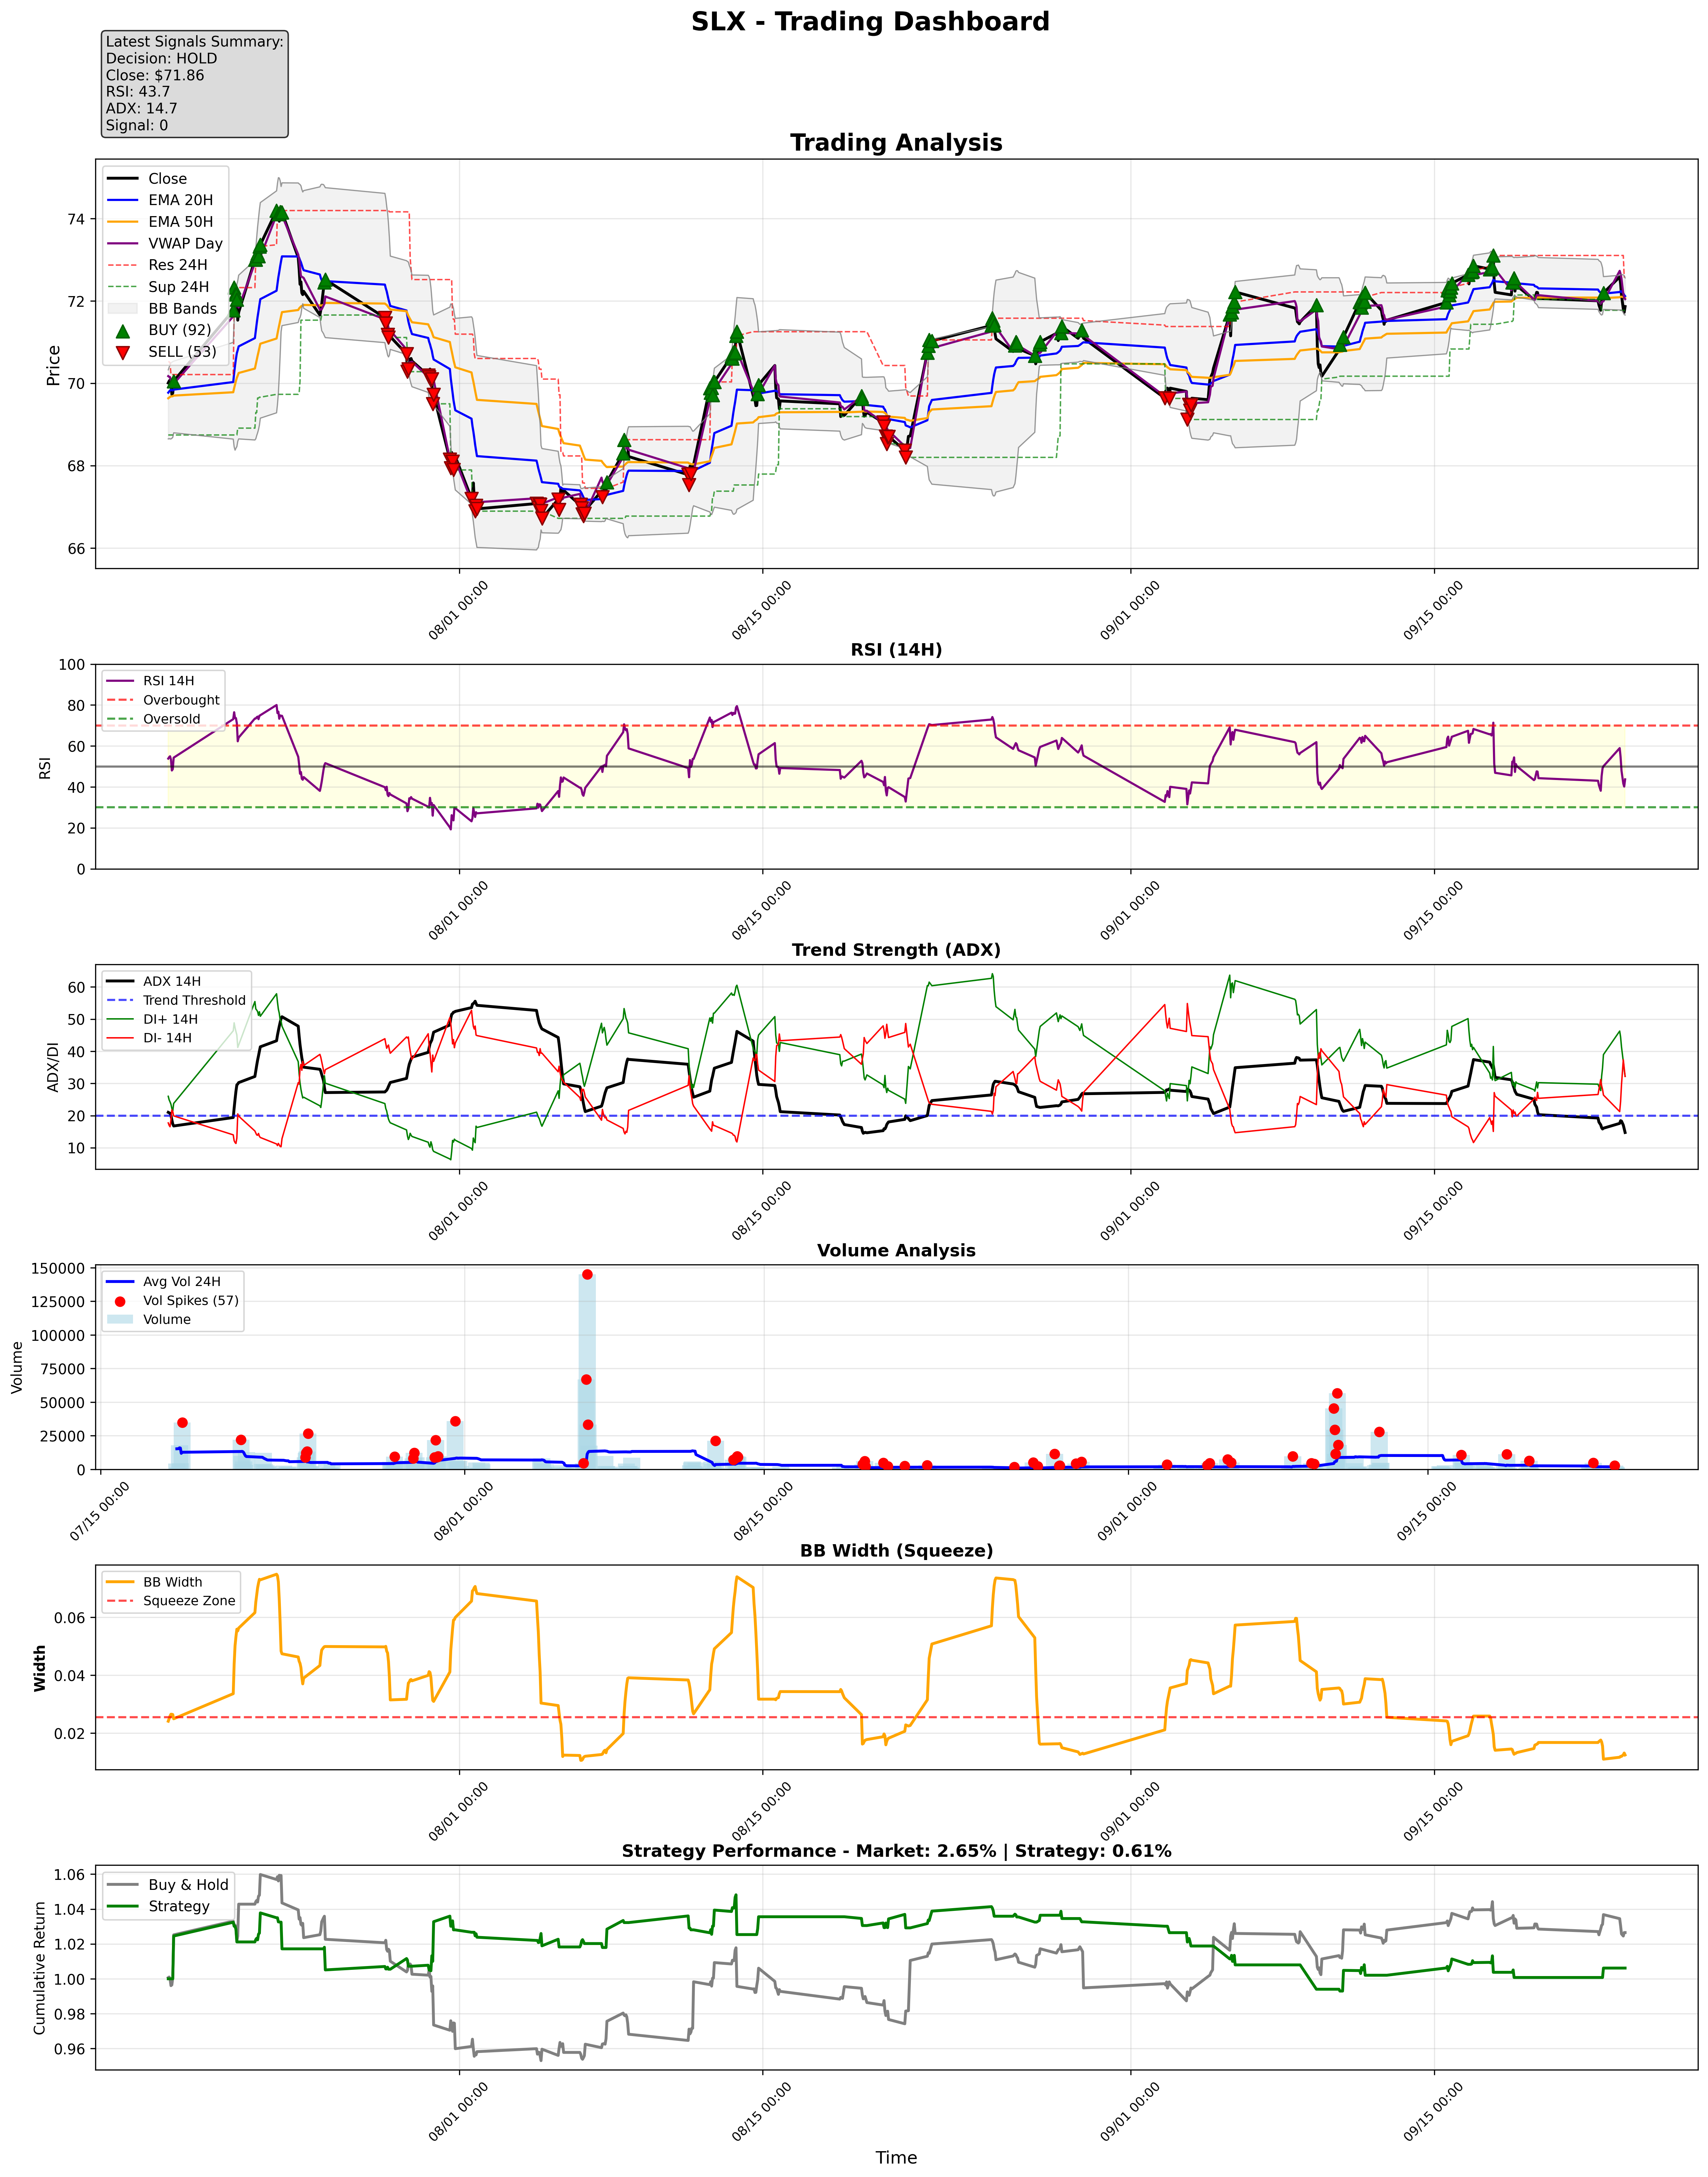 SLX - Trading Dashboard
Latest Signals Summary:
Decision: HOLD
Close: $71.86
RSI: 43.7
ADX: 14.7
Signal: 0
Trading Analysis
Close
EMA 20H
EMA 50H
VWAP Day
Res 24H
Sup 24H
BB Bands
BUY (92)
SELL (53)
Price
74
72
70
68
66
08/01 00:00
08/15 00:00
09/01 00:00
09/15 00:00
RSI (14H)
RSI 14H
Overbought
Oversold
RSI
100
80
60
40
20
0
08/01 00:00
08/15 00:00
09/01 00:00
09/15 00:00
Trend Strength (ADX)
ADX 14H
Trend Threshold
DI+ 14H
DI- 14H
ADX/DI
60
50
40
30
20
10
08/01 00:00
08/15 00:00
09/01 00:00
09/15 00:00
Volume Analysis
Avg Vol 24H
Vol Spikes (57)
Volume
Volume
150000
125000
100000
75000
50000
25000
0
07/15 00:00
08/01 00:00
08/15 00:00
09/01 00:00
09/15 00:00
BB Width (Squeeze)
BB Width
Squeeze Zone
Width
0.06
0.04
0.02
08/01 00:00
08/15 00:00
09/01 00:00
09/15 00:00
Strategy Performance - Market: 2.65% | Strategy: 0.61%
Buy & Hold
Strategy
Cumulative Return
1.06
1.04
1.02
1.00
0.98
0.96
08/01 00:00
08/15 00:00
09/01 00:00
09/15 00:00
Time